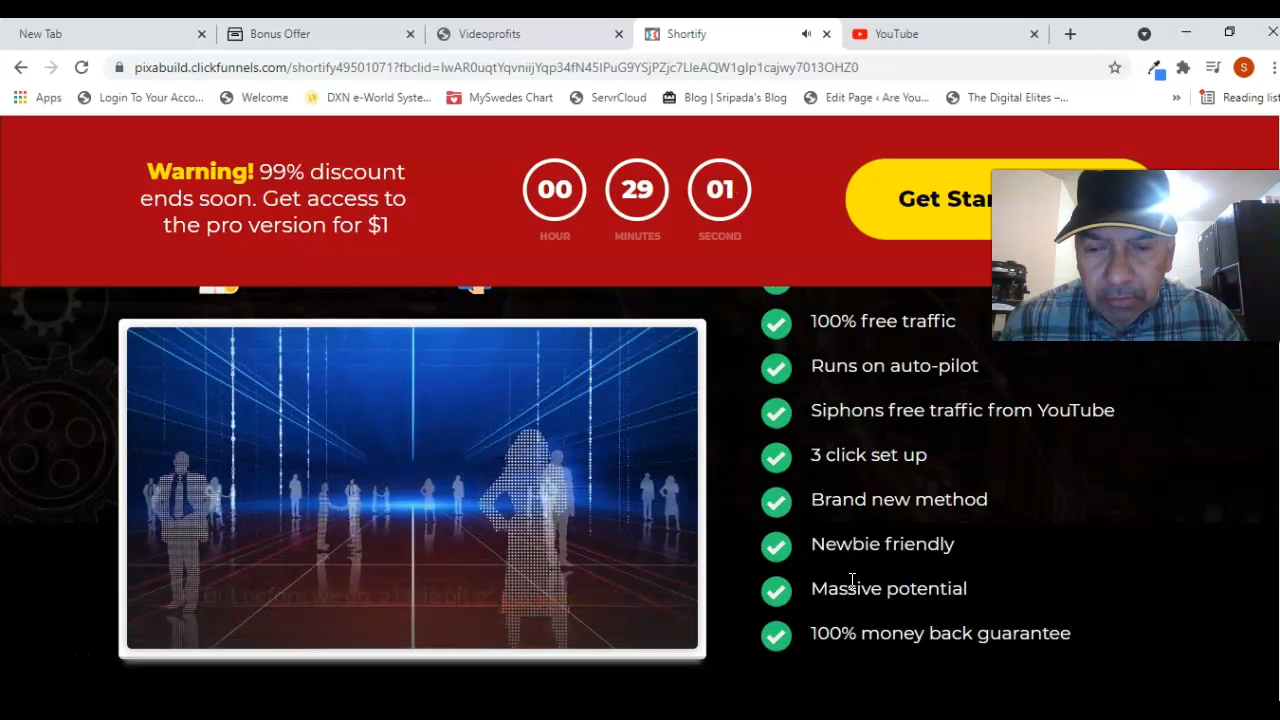 New Tab
Bonus Offer
Videoprofits
Shortify
YouTube
pixabuild.clickfunnels.com/shortify49501071?fbclid=IwAR0uqtYqvniijYqp34fN45IPuG9YSjPZjc7LIeAQW1gIp1cajwy7013OHZ0
S
Apps
Login To Your Acco...
Welcome
DXN e-World Syste...
MySwedes Chart
ServrCloud
Blog | Sripada's Blog
Edit Page ‹ Are You...
The Digital Elites –...
»
Reading list
Warning! 99% discount
ends soon. Get access to
the pro version for $1
00
29
01
HOUR
MINUTES
SECOND
Get Star
100% free traffic
Runs on auto-pilot
Siphons free traffic from YouTube
3 click set up
Brand new method
Newbie friendly
Massive potential
100% money back guarantee